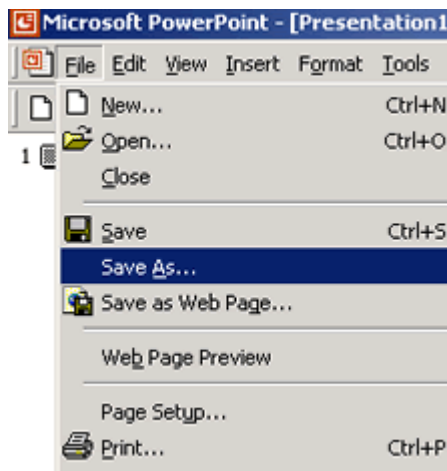 Microsoft PowerPoint - [Presentation1
File Edit View Insert Format Tools
New... Ctrl+N
1 Open... Ctrl+O
Close
Save Ctrl+S
Save As...
Save as Web Page...
Web Page Preview
Page Setup...
Print... Ctrl+P